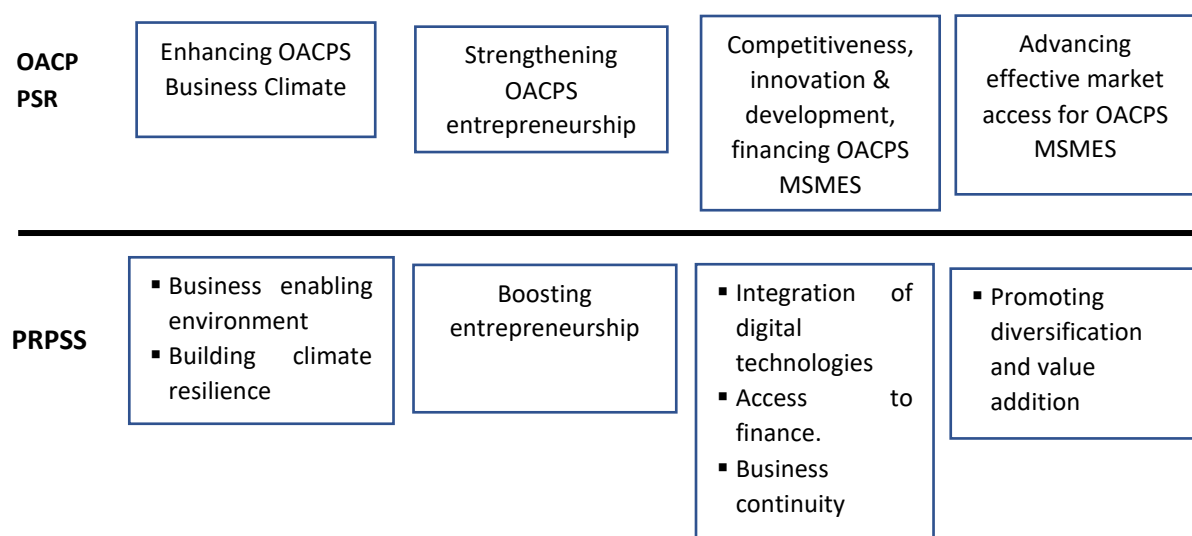 OACP
PSR
Enhancing OACPS
Business Climate
Strengthening
OACPS
entrepreneurship
Competitiveness,
innovation &
development,
financing OACPS
MSMES
Advancing
effective market
access for OACPS
MSMES
PRPSS
▪ Business enabling
environment
▪ Building climate
resilience
Boosting
entrepreneurship
▪ Integration of
digital
technologies
▪ Access to
finance.
▪ Business
continuity
▪ Promoting
diversification
and value
addition